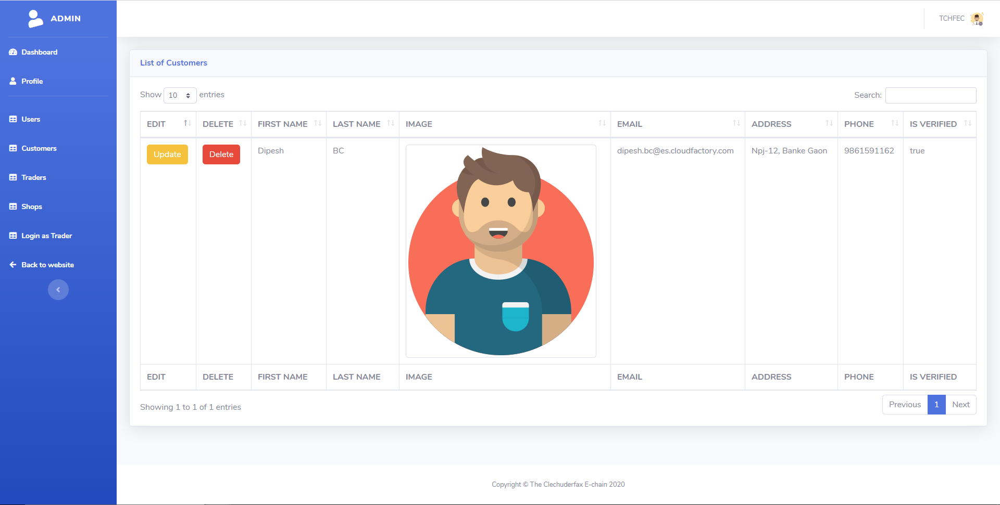 ADMIN
TCHFEC
Dashboard
Profile
Users
Customers
Traders
Shops
Login as Trader
Back to website
List of Customers
Show 10 entries
Search:
EDIT DELETE FIRST NAME LAST NAME IMAGE EMAIL ADDRESS PHONE IS VERIFIED
Update Delete Dipesh BC dipesh.bc@es.cloudfactory.com Npj-12, Banke Gaon 9861591162 true
EDIT DELETE FIRST NAME LAST NAME IMAGE EMAIL ADDRESS PHONE IS VERIFIED
Showing 1 to 1 of 1 entries
Previous 1 Next
Copyright © The Clechuderfax E-chain 2020